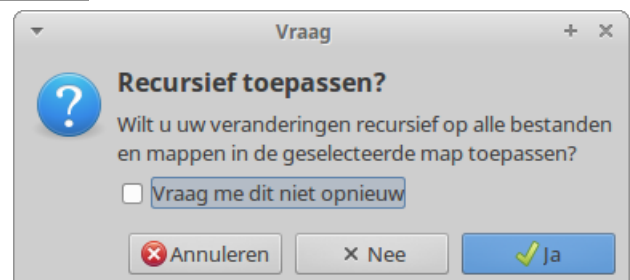 Vraag
Recursief toepassen?
Wilt u uw veranderingen recursief op alle bestanden
en mappen in de geselecteerde map toepassen?
Vraag me dit niet opnieuw
Annuleren
Nee
Ja